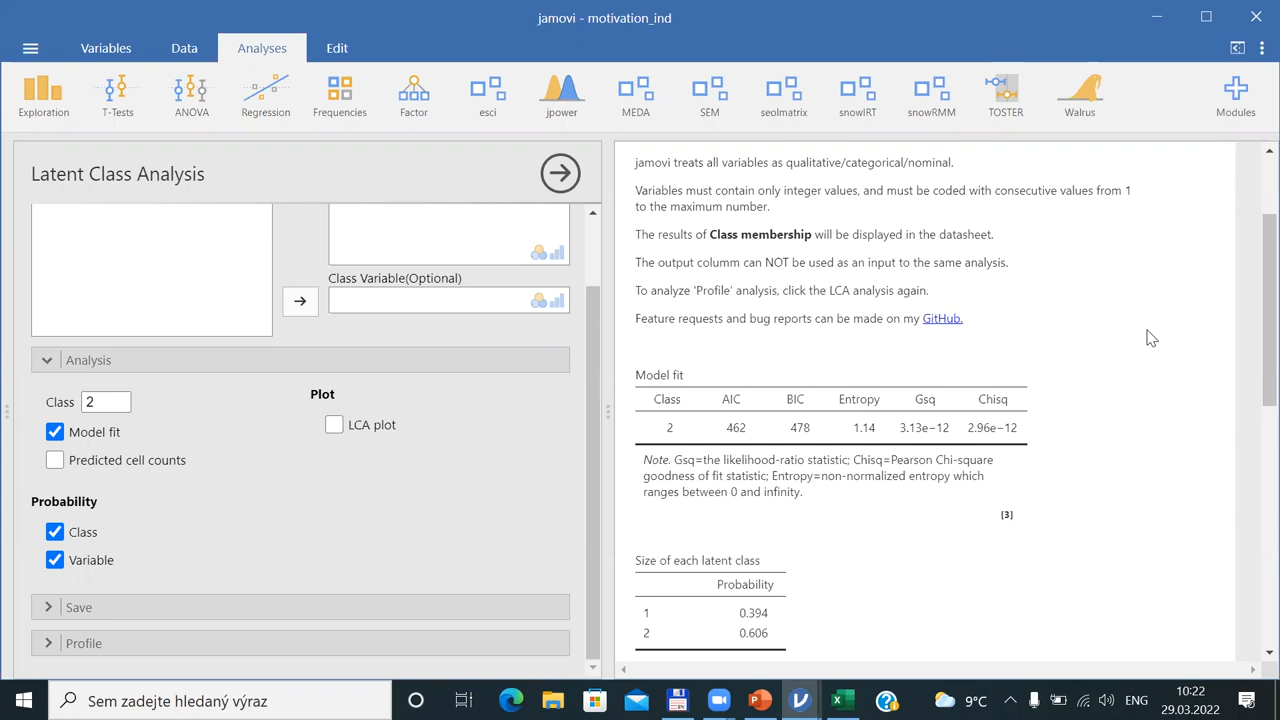 jamovi - motivation_ind
Variables
Data
Analyses
Edit
Exploration
T-Tests
ANOVA
Regression
Frequencies
Factor
esci
jpower
MEDA
SEM
seolmatrix
snowIRT
snowRMM
TOSTER
Walrus
Modules
Latent Class Analysis
Class Variable(Optional)
Analysis
Class 2
Model fit
Predicted cell counts
Plot
LCA plot
Probability
Class
Variable
Save
Profile
jamovi treats all variables as qualitative/categorical/nominal.
Variables must contain only integer values, and must be coded with consecutive values from 1
to the maximum number.
The results of Class membership will be displayed in the datasheet.
The output columm can NOT be used as an input to the same analysis.
To analyze 'Profile' analysis, click the LCA analysis again.
Feature requests and bug reports can be made on my GitHub.
Model fit
Class AIC BIC Entropy Gsq Chisq
2 462 478 1.14 3.13e−12 2.96e−12
Note. Gsq=the likelihood-ratio statistic; Chisq=Pearson Chi-square
goodness of fit statistic; Entropy=non-normalized entropy which
ranges between 0 and infinity.
[3]
Size of each latent class
Probability
1 0.394
2 0.606
Sem zadejte hledaný výraz
9°C
ENG
10:22
29.03.2022